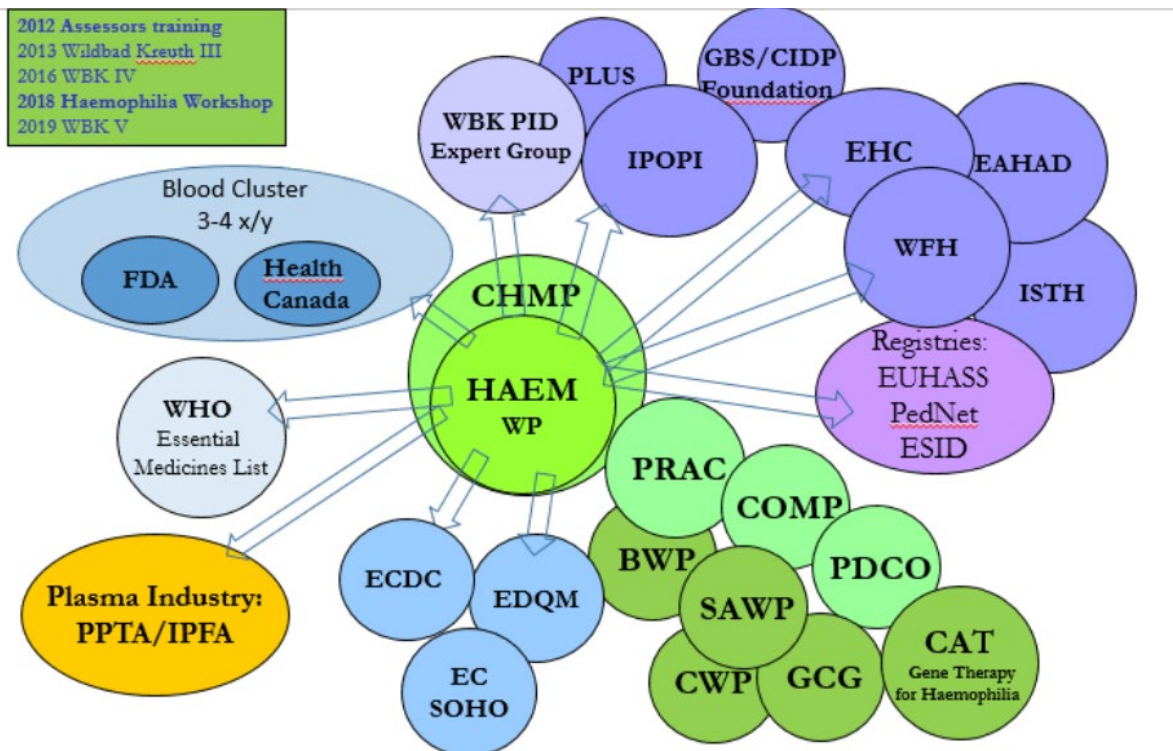 2012 Assessors training
2013 Wildbad Kreuth III
2016 WBK IV
2018 Haemophilia Workshop
2019 WBK V
PLUS
GBS/CIDP
Foundation
WBK PID
Expert Group
IPOPI
EHC
EAHAD
WFH
ISTH
Blood Cluster
3-4 x/y
FDA
Health
Canada
CHMP
HAEM
WP
Registries:
EUHASS
PedNet
ESID
WHO
Essential
Medicines List
Plasma Industry:
PPTA/IPFA
ECDC
EDQM
EC
SOHO
PRAC
COMP
PDCO
BWP
SAWP
CWP
GCG
CAT
Gene Therapy
for Haemophilia